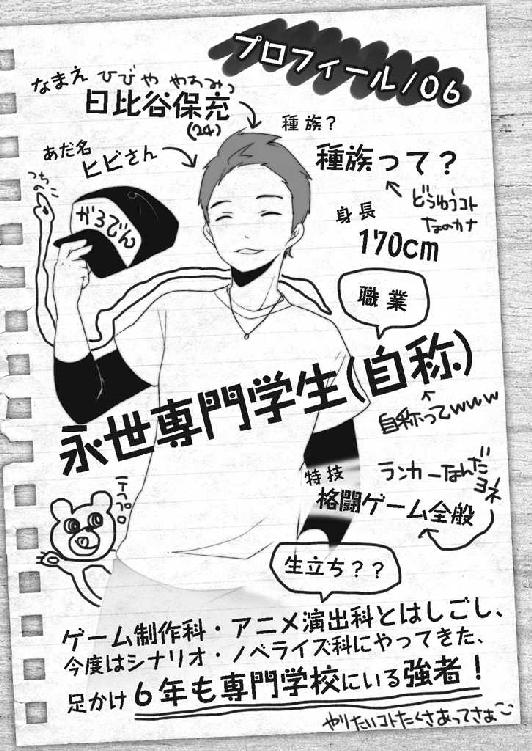 プロフィール/06
なまえ ひびや やすみつ
日比谷保充
(24)
あだ名
ヒビさん
種族?
種族って?
どうゆうコト
なのカナ
つちのこ
がるでん
身長
170cm
職業
永世専門学生(自称)
自称ってwww
特技
格闘ゲーム全般
ランカーなんだ
ヨネ
生立ち??
ゲーム制作科・アニメ演出科とはしごし、
今度はシナリオ・ノベライズ科にやってきた、
足かけ6年も専門学校にいる強者!
やりたいコトたくさあってさぁ